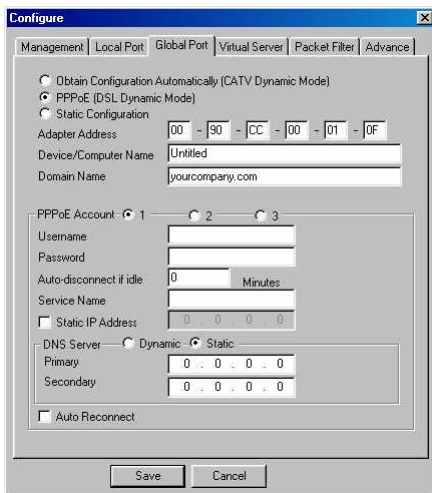 Configure
Management Local Port Global Port Virtual Server Packet Filter Advance
Obtain Configuration Automatically (CATV Dynamic Mode)
PPPoE (DSL Dynamic Mode)
Static Configuration
Adapter Address 00 - 90 - CC - 00 - 01 - 0F
Device/Computer Name Untitled
Domain Name yourcompany.com
PPPoE Account 1 2 3
Username
Password
Auto-disconnect if idle 0 Minutes
Service Name
Static IP Address 0 . 0 . 0 . 0
DNS Server Dynamic Static
Primary 0 . 0 . 0 . 0
Secondary 0 . 0 . 0 . 0
Auto Reconnect
Save Cancel